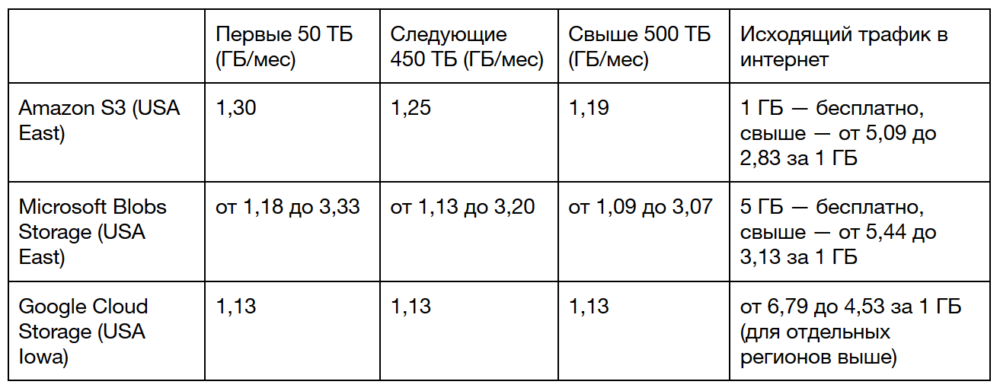 Первые 50 ТБ
(ГБ/мес)
Следующие
450 ТБ (ГБ/мес)
Свыше 500 ТБ
(ГБ/мес)
Исходящий трафик в
интернет
Amazon S3 (USA
East)
1,30
1,25
1,19
1 ГБ — бесплатно,
свыше — от 5,09 до
2,83 за 1 ГБ
Microsoft Blobs
Storage (USA
East)
от 1,18 до 3,33
от 1,13 до 3,20
от 1,09 до 3,07
5 ГБ — бесплатно,
свыше — от 5,44 до
3,13 за 1 ГБ
Google Cloud
Storage (USA
Iowa)
1,13
1,13
1,13
от 6,79 до 4,53 за 1 ГБ
(для отдельных
регионов выше)